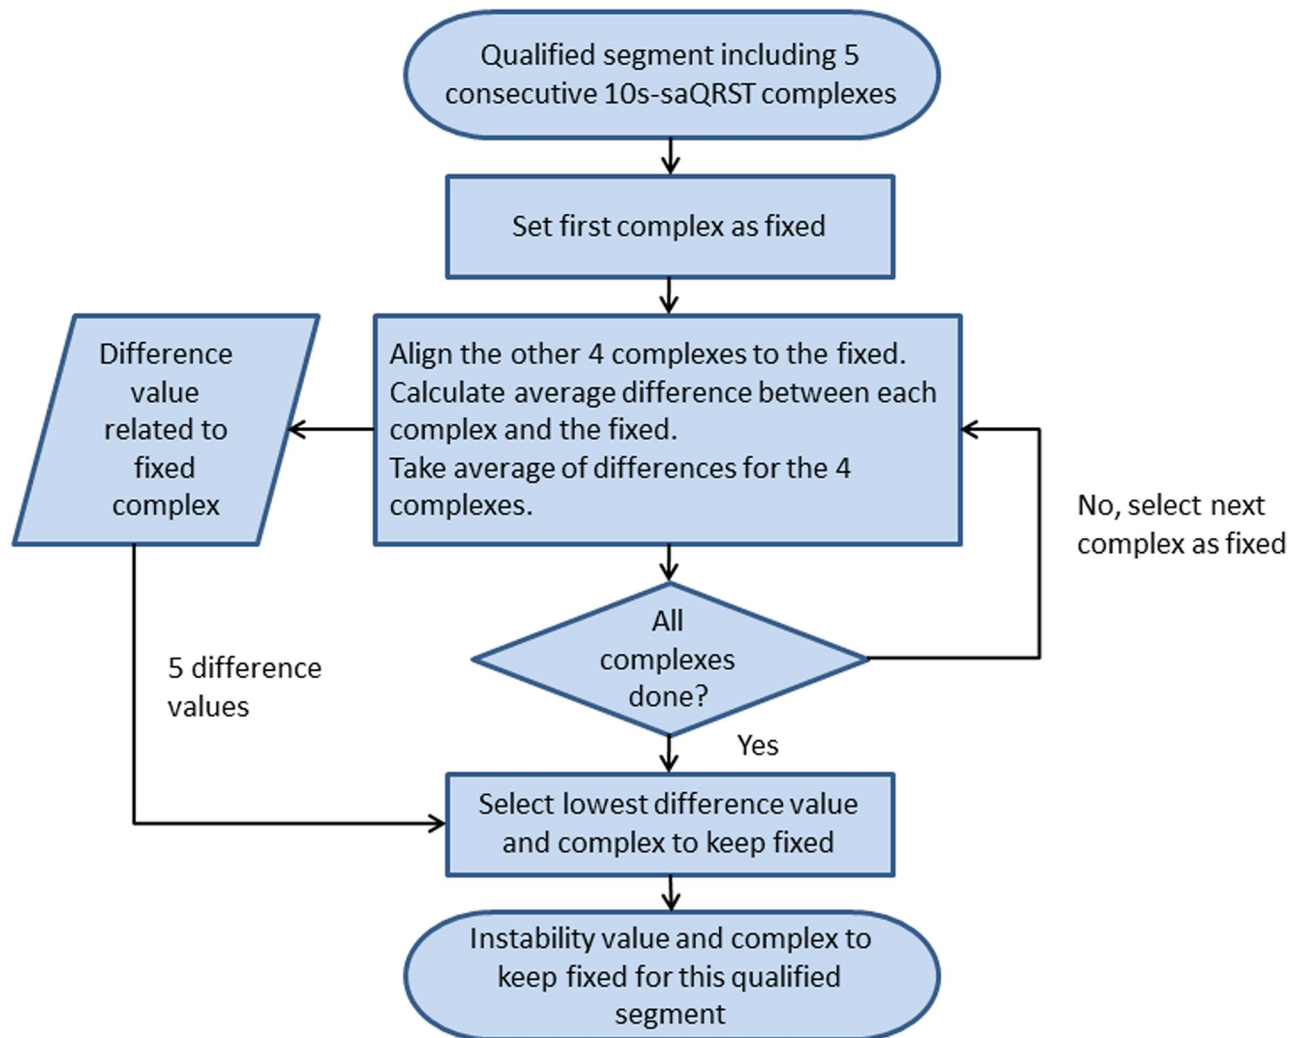 Qualified segment including 5
consecutive 10s-saQRST complexes
Set first complex as fixed
Difference
value
related to
fixed
complex
Align the other 4 complexes to the fixed.
Calculate average difference between each
complex and the fixed.
Take average of differences for the 4
complexes.
No, select next
complex as fixed
All
complexes
done?
5 difference
values
Yes
Select lowest difference value
and complex to keep fixed
Instability value and complex to
keep fixed for this qualified
segment